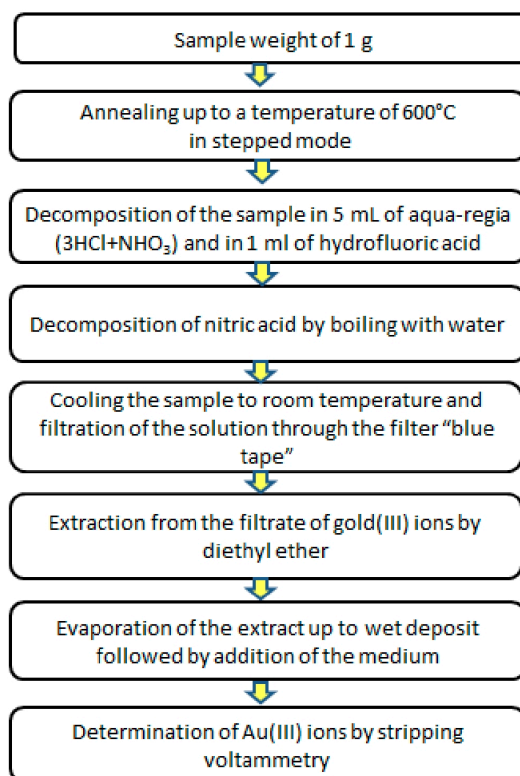 Sample weight of 1 g
Annealing up to a temperature of 600°C
in stepped mode
Decomposition of the sample in 5 mL of aqua-regia
(3HCl+NHO₃) and in 1 ml of hydrofluoric acid
Decomposition of nitric acid by boiling with water
Cooling the sample to room temperature and
filtration of the solution through the filter “blue
tape”
Extraction from the filtrate of gold(III) ions by
diethyl ether
Evaporation of the extract up to wet deposit
followed by addition of the medium
Determination of Au(III) ions by stripping
voltammetry